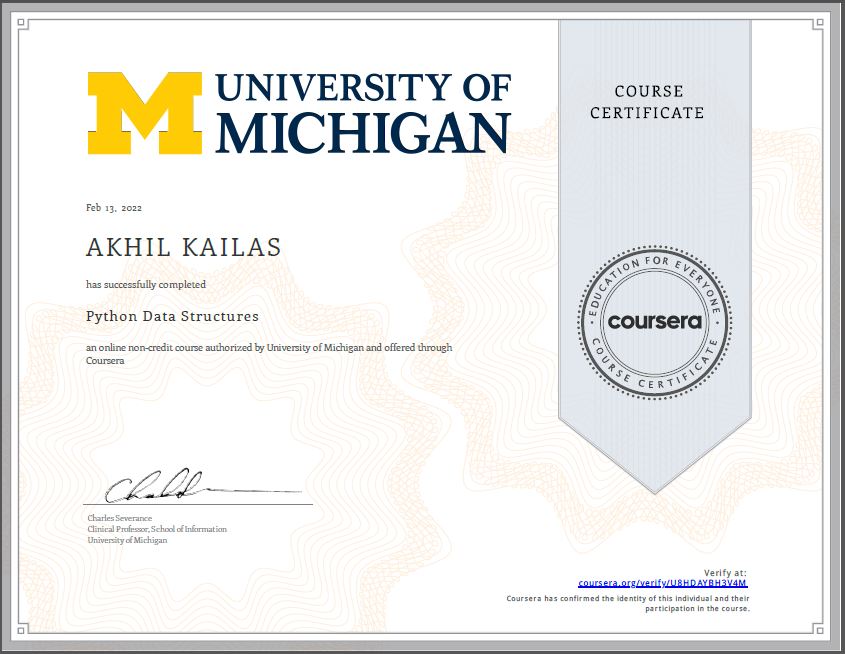 UNIVERSITY OF
MICHIGAN
COURSE
CERTIFICATE
Feb 13, 2022
AKHIL KAILAS
has successfully completed
Python Data Structures
an online non-credit course authorized by University of Michigan and offered through
Coursera
EDUCATION FOR EVERYONE
coursera
COURSE CERTIFICATE
Charles Severance
Clinical Professor, School of Information
University of Michigan
Verify at:
coursera.org/verify/U8HDAYBH3V4M
Coursera has confirmed the identity of this individual and their
participation in the course.